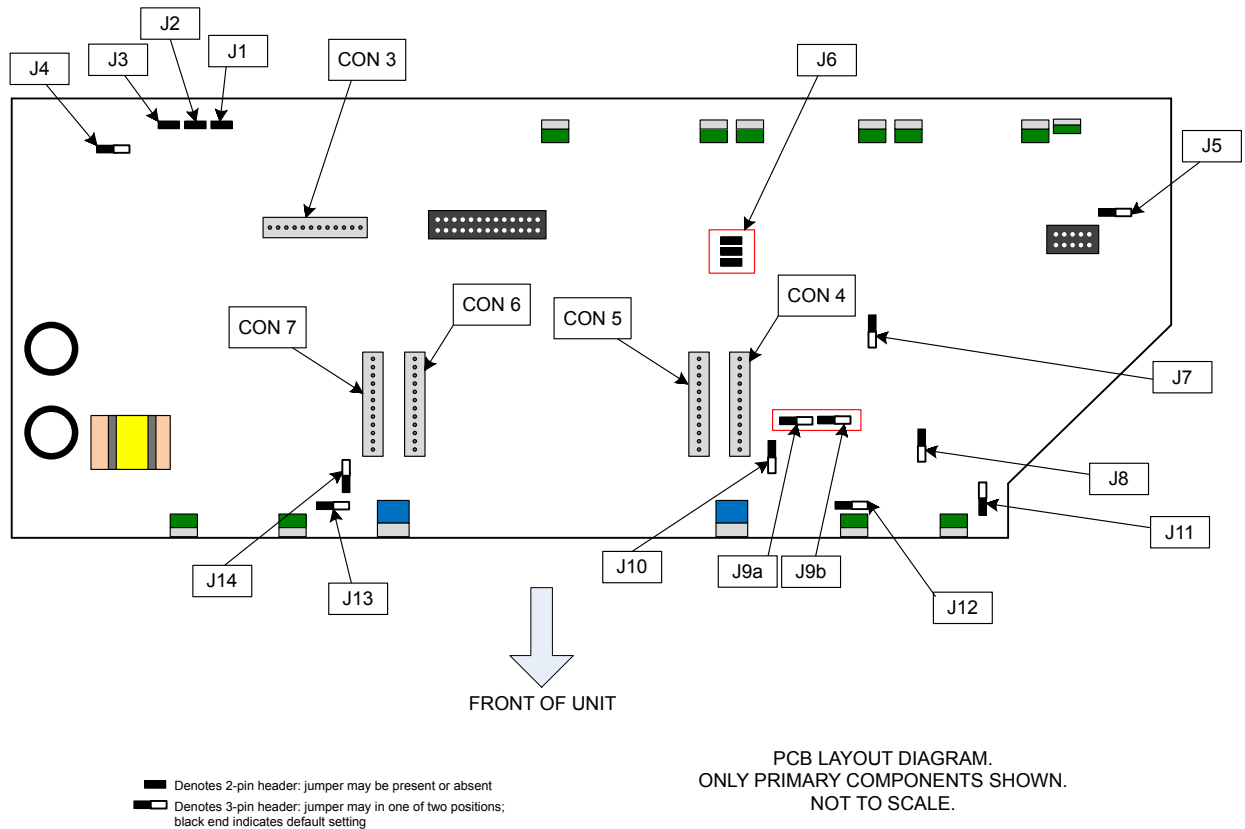 J2
J3
J1
J4
CON 3
J6
J5
CON 6
CON 4
CON 7
CON 5
J7
J8
J11
J10
J9a
J9b
J14
J13
J12
FRONT OF UNIT
PCB LAYOUT DIAGRAM.
ONLY PRIMARY COMPONENTS SHOWN.
NOT TO SCALE.
Denotes 2-pin header: jumper may be present or absent
Denotes 3-pin header: jumper may in one of two positions;
black end indicates default setting